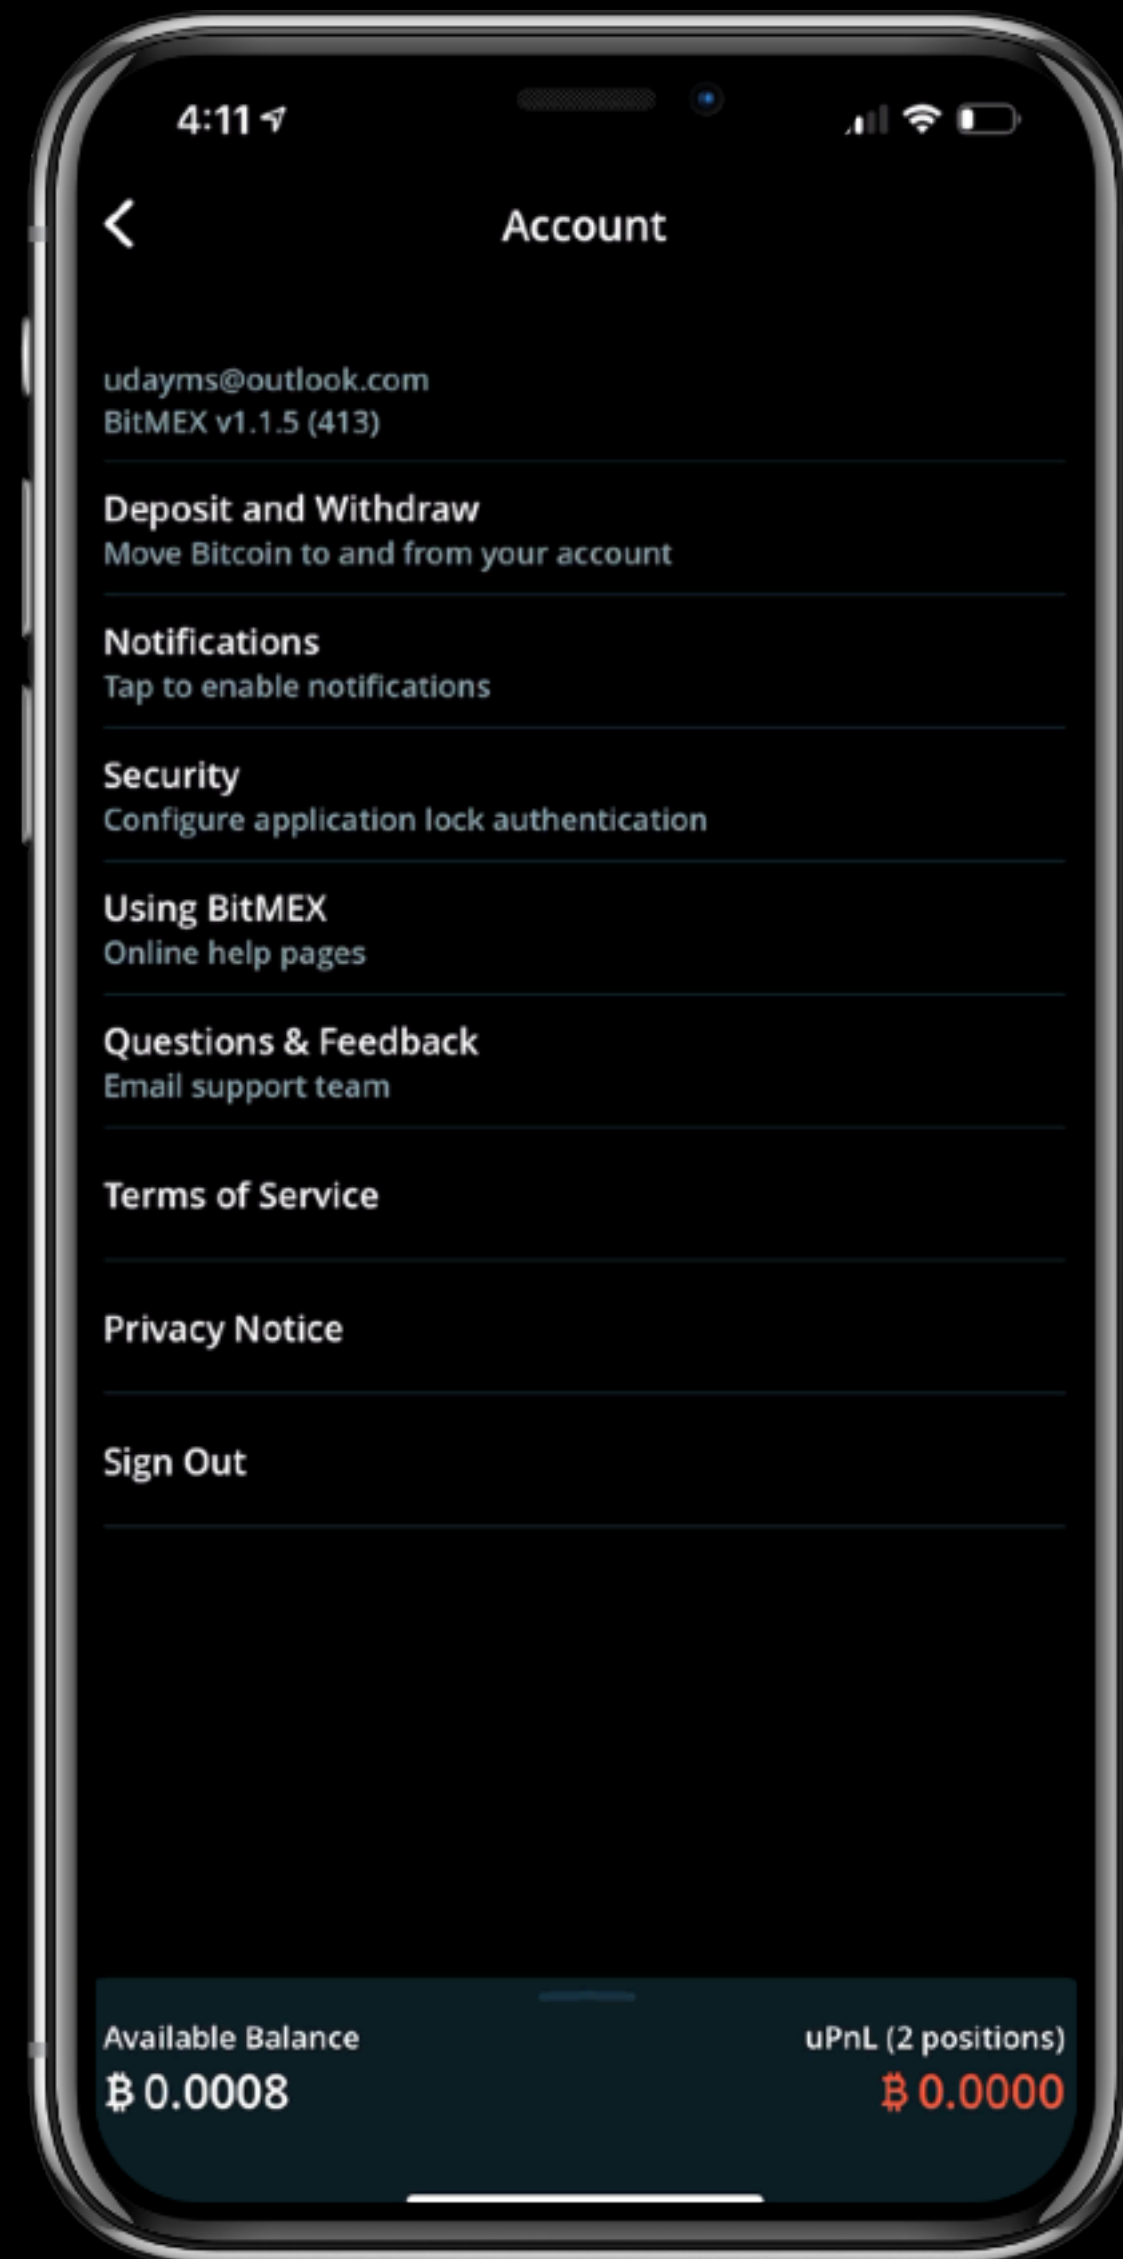 4:11
Account
udayms@outlook.com
BitMEX v1.1.5 (413)
Deposit and Withdraw
Move Bitcoin to and from your account
Notifications
Tap to enable notifications
Security
Configure application lock authentication
Using BitMEX
Online help pages
Questions & Feedback
Email support team
Terms of Service
Privacy Notice
Sign Out
Available Balance
₿ 0.0008
uPnL (2 positions)
₿ 0.0000